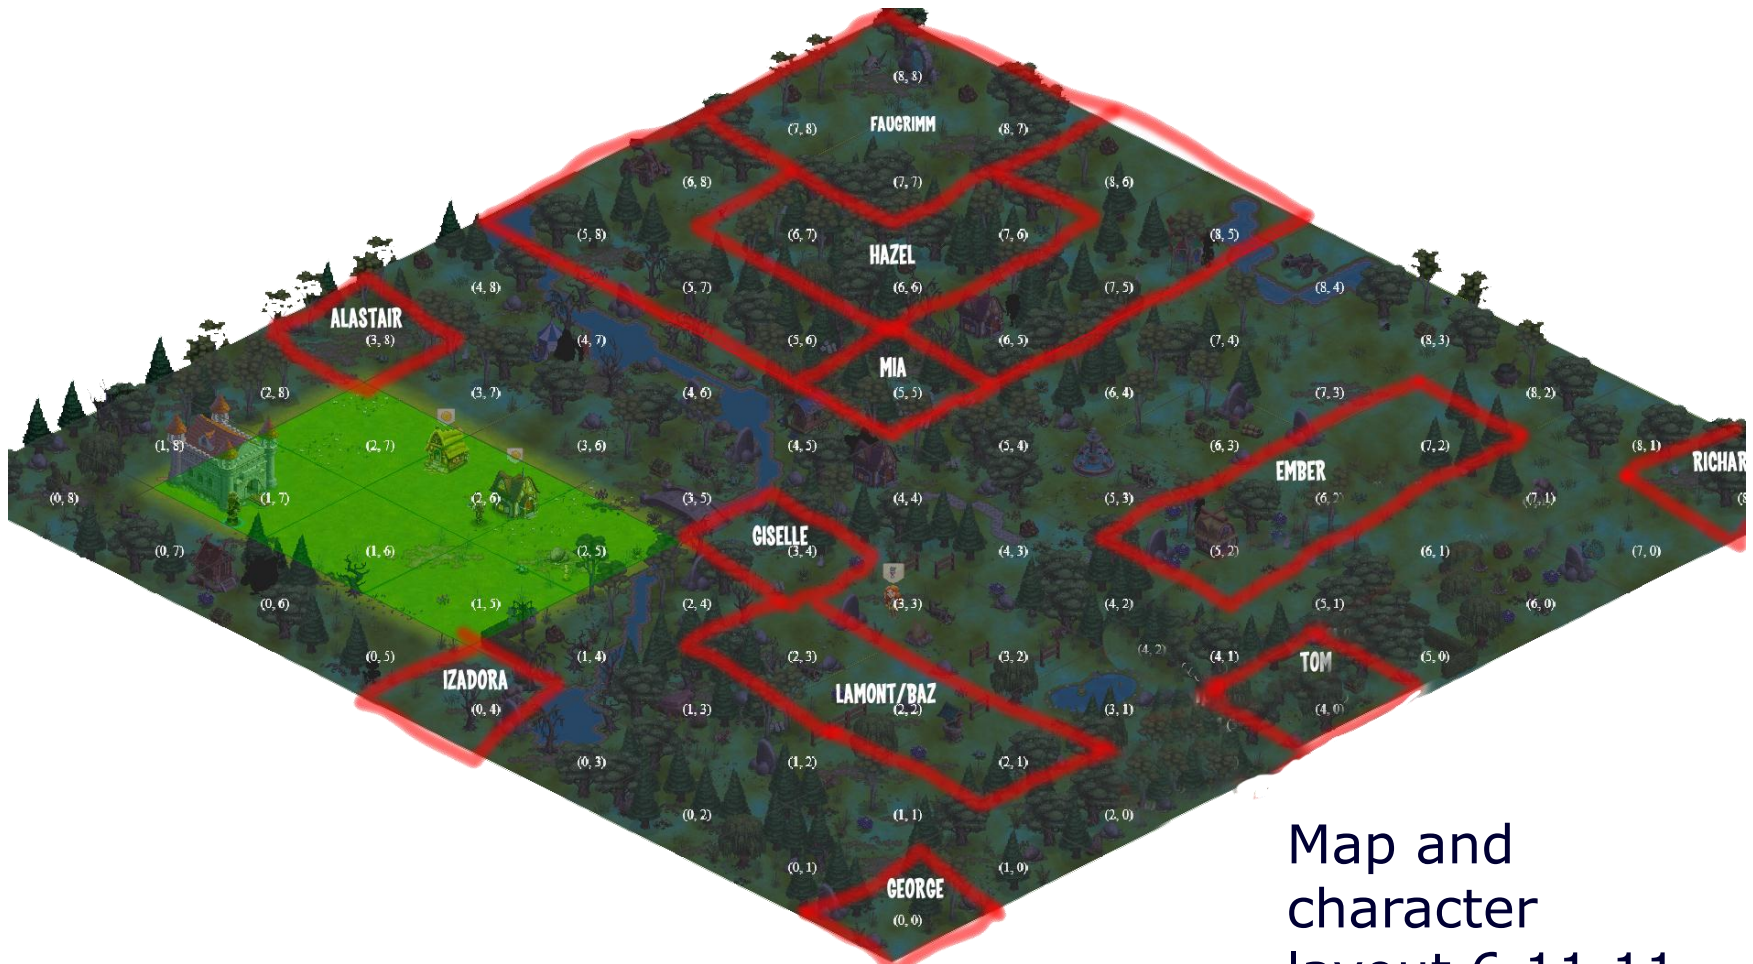 (8, 8)
(7, 8) FAUGRIMM (8, 7)
(6, 8) (7, 7) (8, 6)
(5, 8) (6, 7) (7, 6) (8, 5)
HAZEL
(4, 8) (5, 7) (6, 6) (7, 5) (8, 4)
ALASTAIR
(3, 8) (4, 7) (5, 6) (6, 5) (7, 4) (8, 3)
MIA
(2, 8) (3, 7) (4, 6) (5, 5) (6, 4) (7, 3) (8, 2)
(1, 8) (2, 7) (3, 6) (4, 5) (5, 4) (6, 3) (7, 2) (8, 1)
EMBER RICHAR
(0, 8) (1, 7) (2, 6) (3, 5) (4, 4) (5, 3) (6, 2) (7, 1) (8
GISELLE
(0, 7) (1, 6) (2, 5) (3, 4) (4, 3) (5, 2) (6, 1) (7, 0)
(0, 6) (1, 5) (2, 4) (3, 3) (4, 2) (5, 1) (6, 0)
(4, 2)
(0, 5) (1, 4) (2, 3) (3, 2) (4, 1) TOM (5, 0)
IZADORA LAMONT/BAZ
(0, 4) (1, 3) (2, 2) (3, 1) (4, 0)
(0, 3) (1, 2) (2, 1)
(0, 2) (1, 1) (2, 0)
(0, 1) (1, 0)
GEORGE
(0, 0)
Map and
character
layout 6-11-11